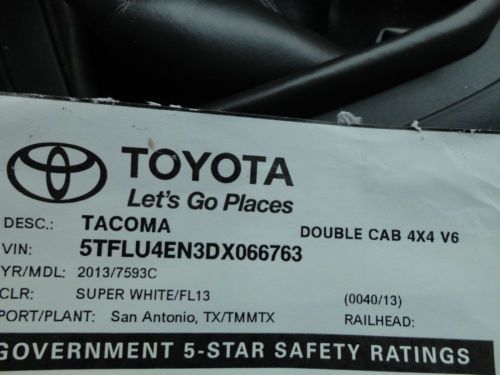 TOYOTA
Let's Go Places
DESC.: TACOMA DOUBLE CAB 4X4 V6
VIN: 5TFLU4EN3DX066763
YR/MDL: 2013/7593C
CLR: SUPER WHITE/FL13 (0040/13)
PORT/PLANT: San Antonio, TX/TMMTX RAILHEAD:
GOVERNMENT 5-STAR SAFETY RATINGS